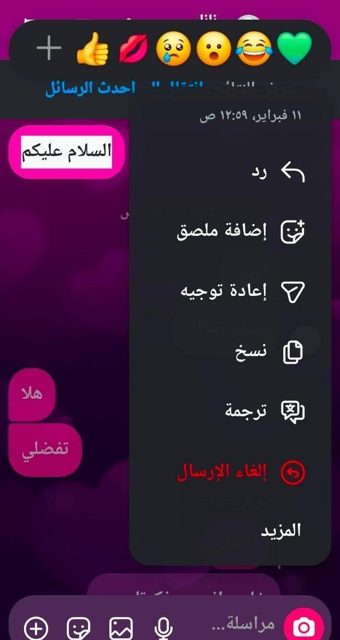 احدث الرسائل
١١ فبراير، ١٢:٥٩ ص
السلام عليكم
رد
إضافة ملصق
إعادة توجيه
نسخ
هلا
ترجمة
تفضلي
إلغاء الإرسال
المزيد
مراسلة...